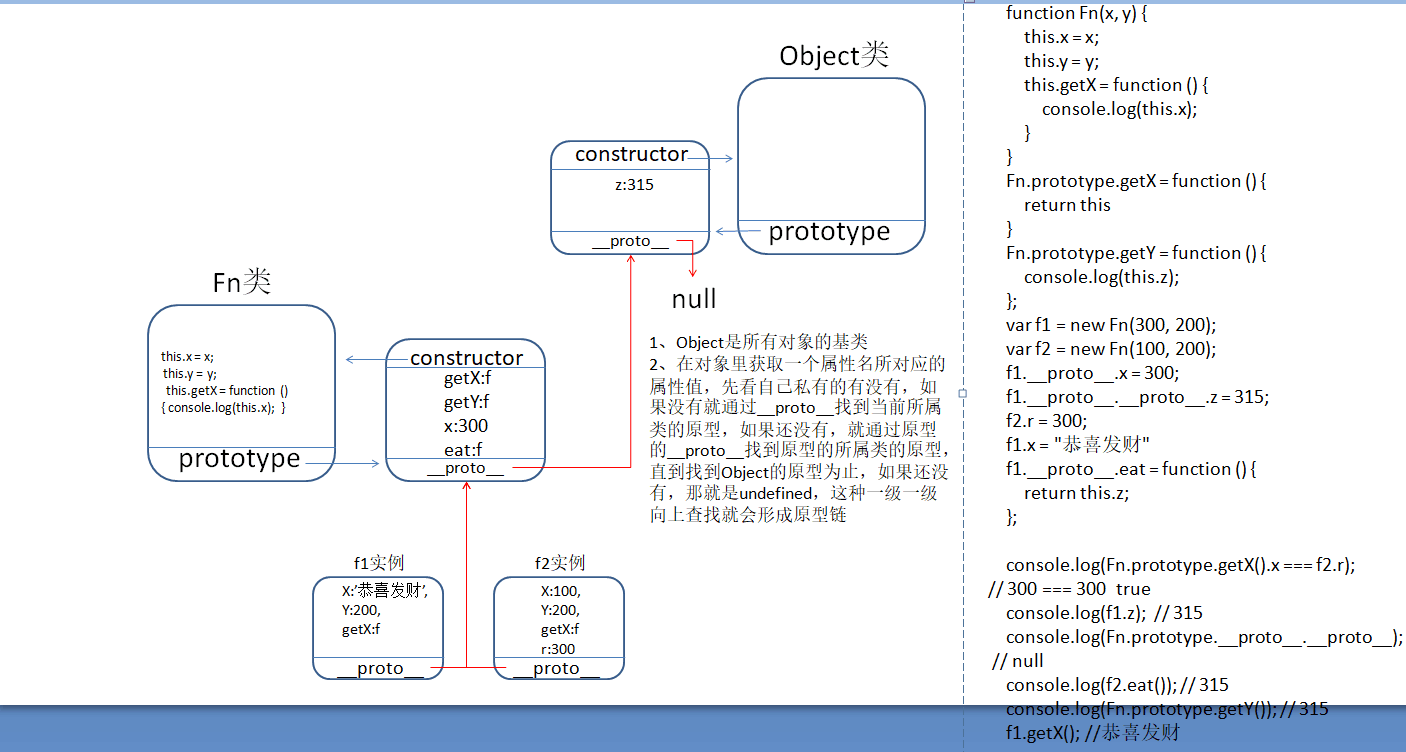 Object类
constructor
z:315
__proto__
prototype
null
Fn类
this.x = x;
this.y = y;
this.getX = function ()
{ console.log(this.x);  }
prototype
constructor
getX:f
getY:f
x:300
eat:f
__proto__
1、Object是所有对象的基类
2、在对象里获取一个属性名所对应的
属性值，先看自己私有的有没有，如
果没有就通过__proto__找到当前所属
类的原型，如果还没有，就通过原型
的__proto__找到原型的所属类的原型，
直到找到Object的原型为止，如果还没
有，那就是undefined，这种一级一级
向上查找就会形成原型链
f1实例
X:’恭喜发财’,
Y:200,
getX:f
__proto__
f2实例
X:100,
Y:200,
getX:f
r:300
__proto__
function Fn(x, y) {
this.x = x;
this.y = y;
this.getX = function () {
console.log(this.x);
}
}
Fn.prototype.getX = function () {
return this
}
Fn.prototype.getY = function () {
console.log(this.z);
};
var f1 = new Fn(300, 200);
var f2 = new Fn(100, 200);
f1.__proto__.x = 300;
f1.__proto__.__proto__.z = 315;
f2.r = 300;
f1.x = "恭喜发财"
f1.__proto__.eat = function () {
return this.z;
};
console.log(Fn.prototype.getX().x === f2.r);
// 300 === 300  true
console.log(f1.z);  // 315
console.log(Fn.prototype.__proto__.__proto__);
// null
console.log(f2.eat()); // 315
console.log(Fn.prototype.getY()); // 315
f1.getX(); //恭喜发财